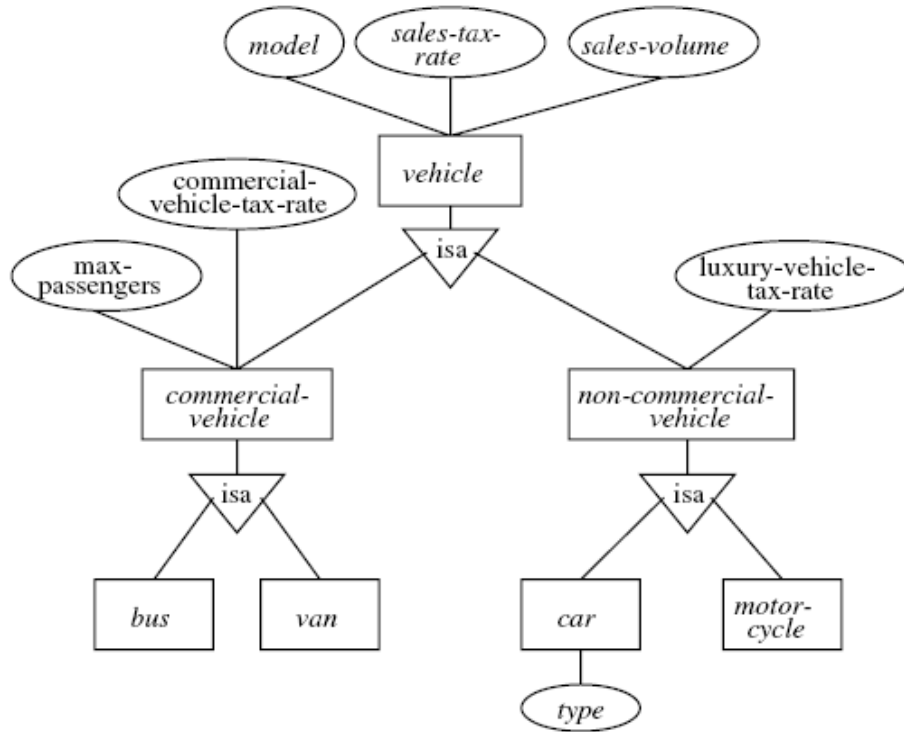 model
sales-tax-
rate
sales-volume
vehicle
commercial-
vehicle-tax-rate
isa
max-
passengers
luxury-vehicle-
tax-rate
commercial-
vehicle
non-commercial-
vehicle
isa
isa
bus
van
car
motor-
cycle
type